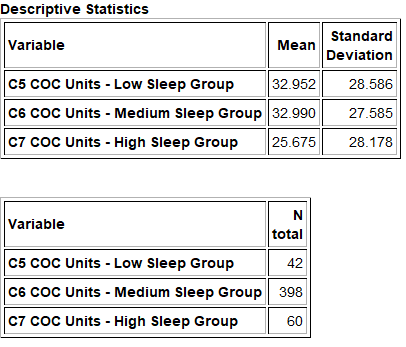 Descriptive Statistics
Variable Mean Standard Deviation
C5 COC Units - Low Sleep Group 32.952 28.586
C6 COC Units - Medium Sleep Group 32.990 27.585
C7 COC Units - High Sleep Group 25.675 28.178
Variable N total
C5 COC Units - Low Sleep Group 42
C6 COC Units - Medium Sleep Group 398
C7 COC Units - High Sleep Group 60